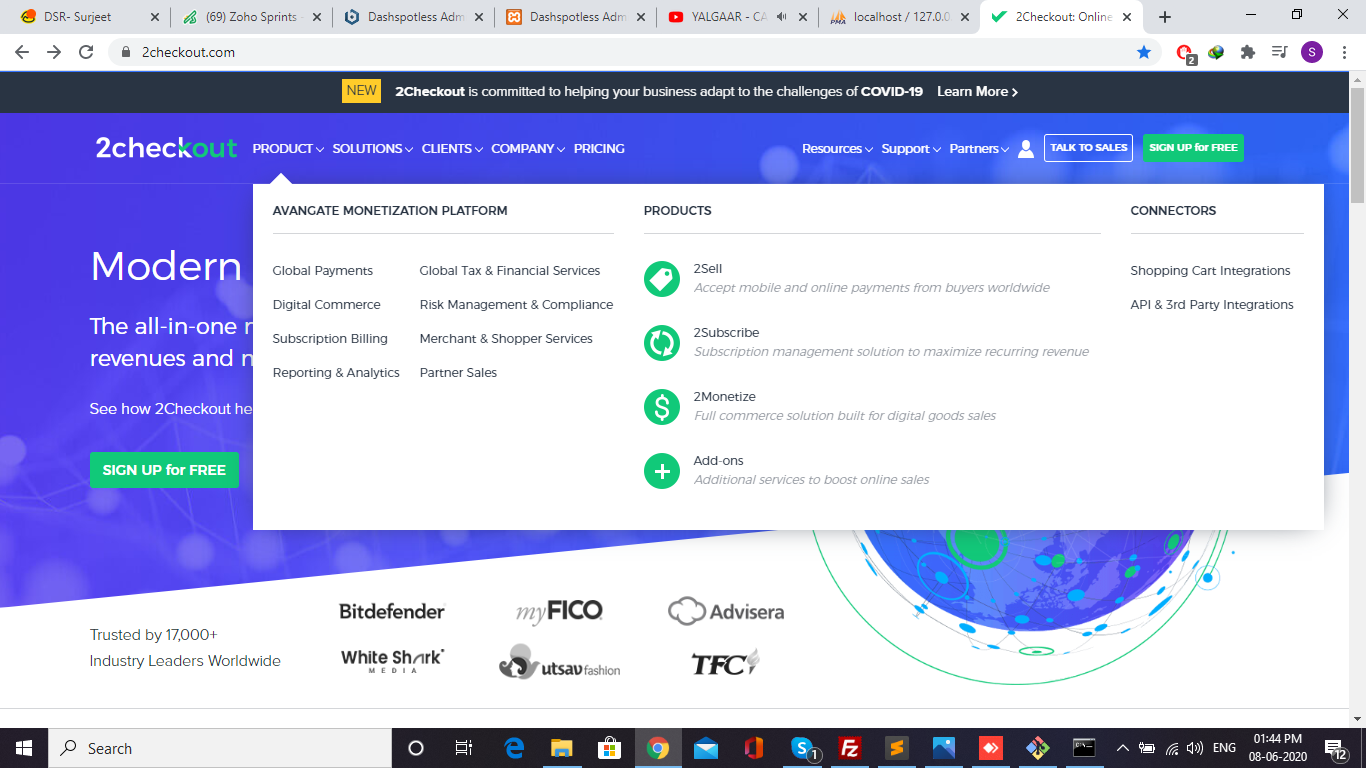 DSR- Surjeet
(69) Zoho Sprints
Dashspotless Adm
Dashspotless Adm
YALGAAR - CA
localhost / 127.0.0
2Checkout: Online
2checkout.com
2
S
NEW 2Checkout is committed to helping your business adapt to the challenges of COVID-19 Learn More >
2checkout PRODUCT SOLUTIONS CLIENTS COMPANY PRICING Resources Support Partners TALK TO SALES SIGN UP for FREE
AVANGATE MONETIZATION PLATFORM
Global Payments
Digital Commerce
Subscription Billing
Reporting & Analytics
Global Tax & Financial Services
Risk Management & Compliance
Merchant & Shopper Services
Partner Sales
PRODUCTS
2Sell
Accept mobile and online payments from buyers worldwide
2Subscribe
Subscription management solution to maximize recurring revenue
2Monetize
Full commerce solution built for digital goods sales
Add-ons
Additional services to boost online sales
CONNECTORS
Shopping Cart Integrations
API & 3rd Party Integrations
Modern
The all-in-one
revenues and
See how 2Checkout he
SIGN UP for FREE
Trusted by 17,000+
Industry Leaders Worldwide
Bitdefender
myFICO
Advisera
White Shark
MEDIA
utsav fashion
TFC
Search
1
ENG
01:44 PM
08-06-2020
12